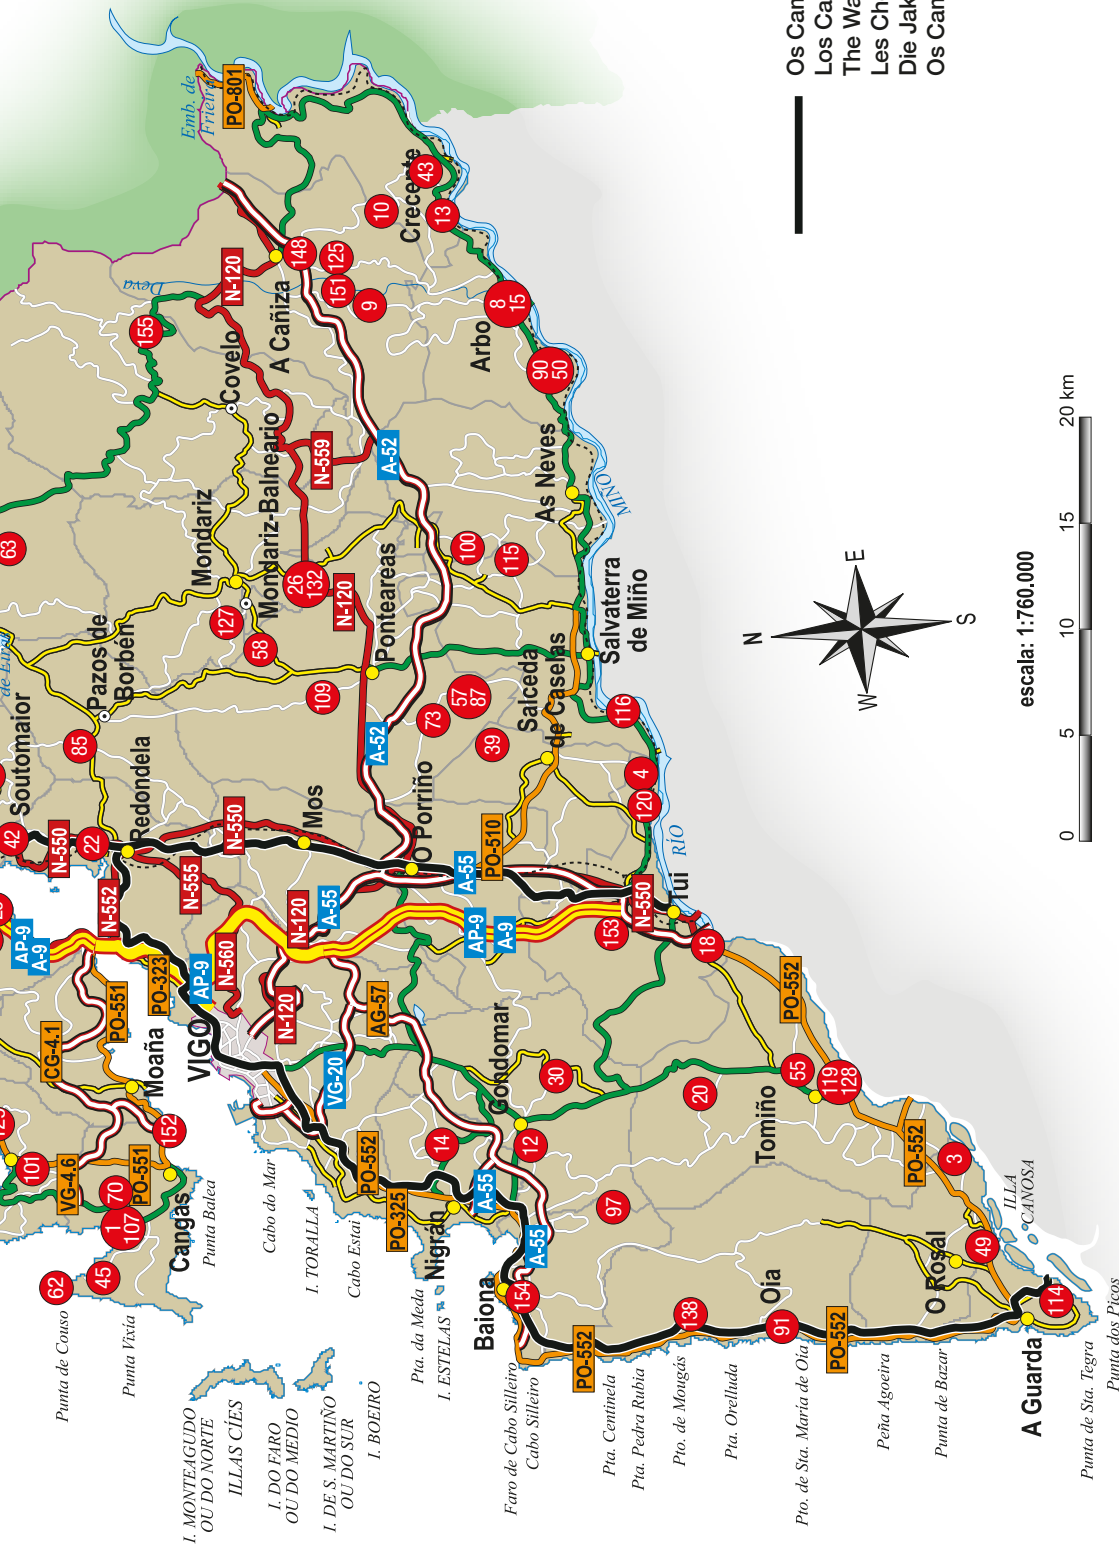 Emb. de
Frieira
PO-801
Crecente
43
10
13
148
125
151
9
N-120
Deva
155
A Cañiza
Covelo
8
15
Arbo
90
50
N-559
A-52
Mondariz-Balneario
Mondariz
As Neves
MIÑO
63
26
132
N-120
100
115
127
58
Ponteareas
Salvaterra
de Miño
Pazos de
Borbén
109
73
57
87
39
Salceda
de Caselas
116
A-52
85
Soutomaior
Redondela
Mos
O Porriño
4
120
RÍO
42
N-550
22
N-550
N-555
N-552
PO-510
A-55
A-55
N-120
N-550
Tui
153
18
AP-9
A-9
AP-9
A-9
AP-9
N-560
PO-323
PO-551
CG-4.1
Moaña
VIGO
N-120
AG-57
VG-20
PO-552
Gondomar
30
20
55
119
128
Tomiño
101
152
VG-4.6
PO-551
70
1
107
Cangas
62
45
14
12
PO-552
PO-325
A-55
A-55
Nigrán
97
PO-552
3
ILLA
CANOSA
49
O Rosal
114
Baiona
154
138
Oia
91
PO-552
PO-552
A Guarda
Punta Balea
Cabo do Mar
I. TORALLA
Cabo Estai
Punta de Couso
Punta Vixía
I. MONTEAGUDO
OU DO NORTE
ILLAS CIES
I. DO FARO
OU DO MEDIO
I. DE S. MARTIÑO
OU DO SUR
I. BOEIRO
Pta. da Meda
I. ESTELAS
Faro de Cabo Silleiro
Cabo Silleiro
Pta. Centinela
Pta. Pedra Rubia
Pto. de Mougás
Pta. Orelluda
Pto. de Sta. María de Oia
Peña Agoeira
Punta de Bazar
Punta de Sta. Tegra
Punta dos Picos
N
E
S
W
escala: 1:760.000
0 5 10 15 20 km
Os Cam
Los Ca
The Wa
Les Ch
Die Jak
Os Cam